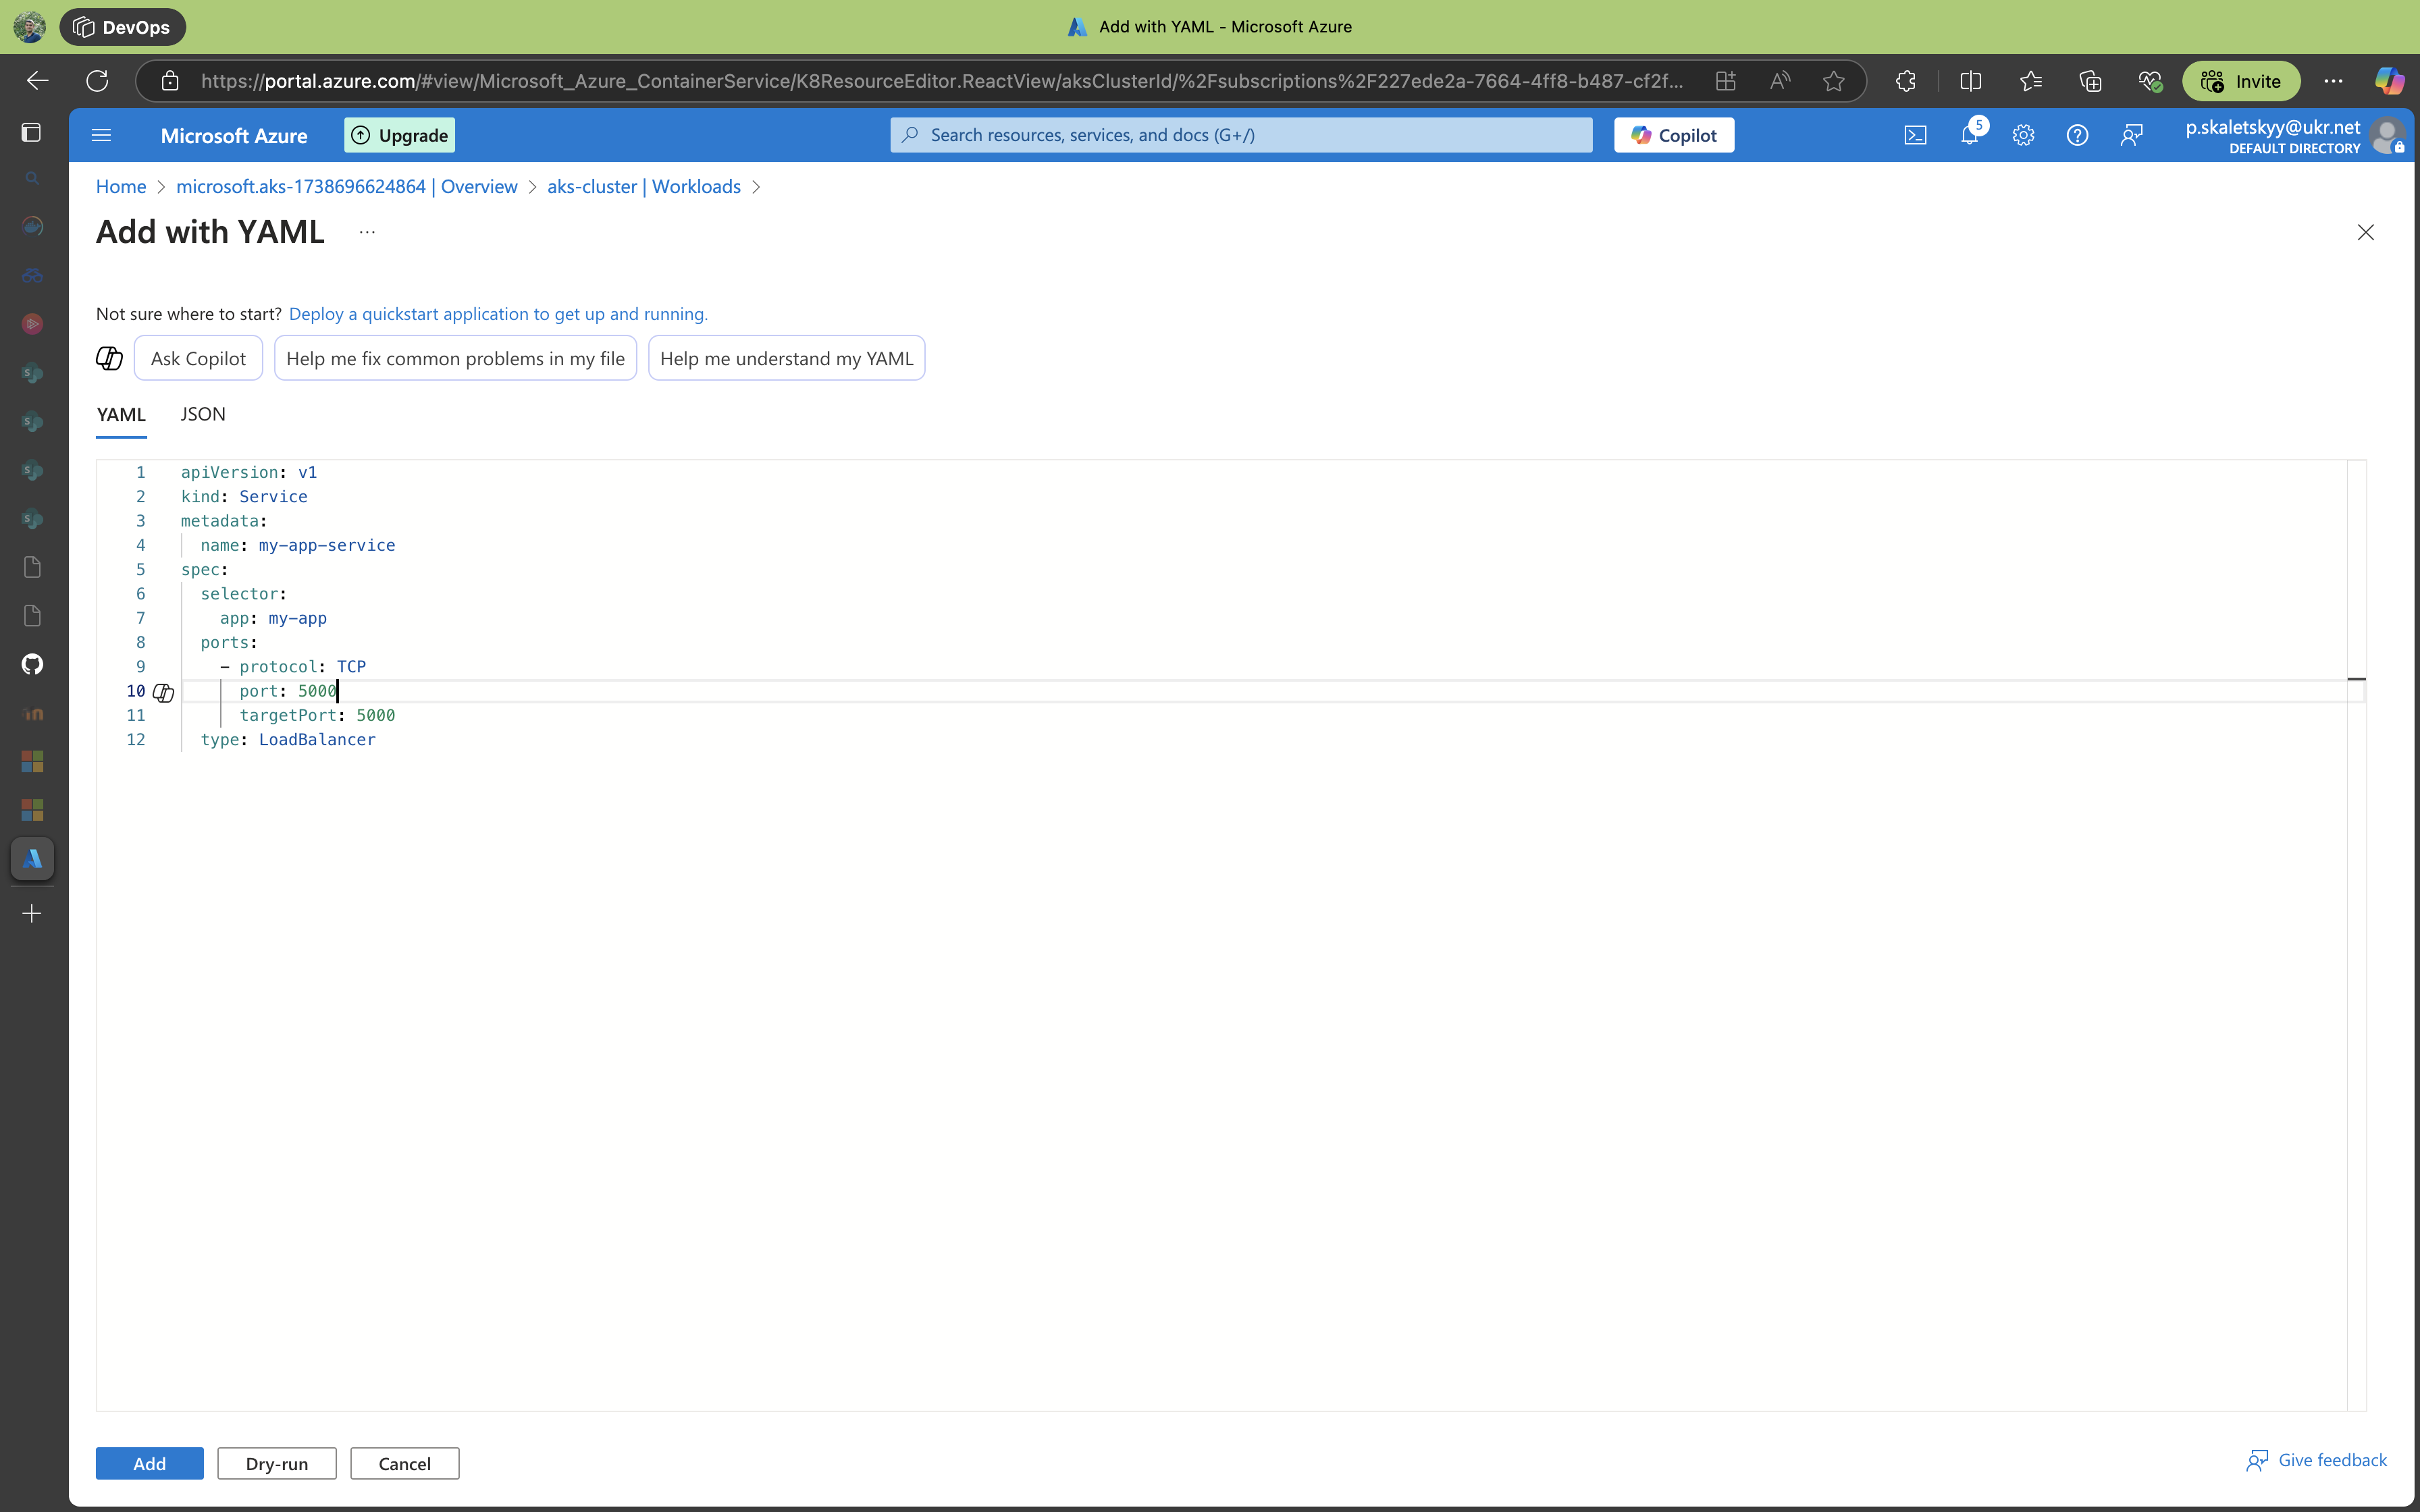 DevOps
Add with YAML - Microsoft Azure
https://portal.azure.com/#view/Microsoft_Azure_ContainerService/K8ResourceEditor.ReactView/aksClusterId/%2Fsubscriptions%2F227ede2a-7664-4ff8-b487-cf2f...
Invite
Microsoft Azure
Upgrade
Search resources, services, and docs (G+/)
Copilot
5
p.skaletskyy@ukr.net
DEFAULT DIRECTORY
Home > microsoft.aks-1738696624864 | Overview > aks-cluster | Workloads >
Add with YAML ...
Not sure where to start? Deploy a quickstart application to get up and running.
Ask Copilot
Help me fix common problems in my file
Help me understand my YAML
YAML JSON
1 apiVersion: v1
2 kind: Service
3 metadata:
4 name: my-app-service
5 spec:
6 selector:
7 app: my-app
8 ports:
9 - protocol: TCP
10 port: 5000
11 targetPort: 5000
12 type: LoadBalancer
Add
Dry-run
Cancel
Give feedback